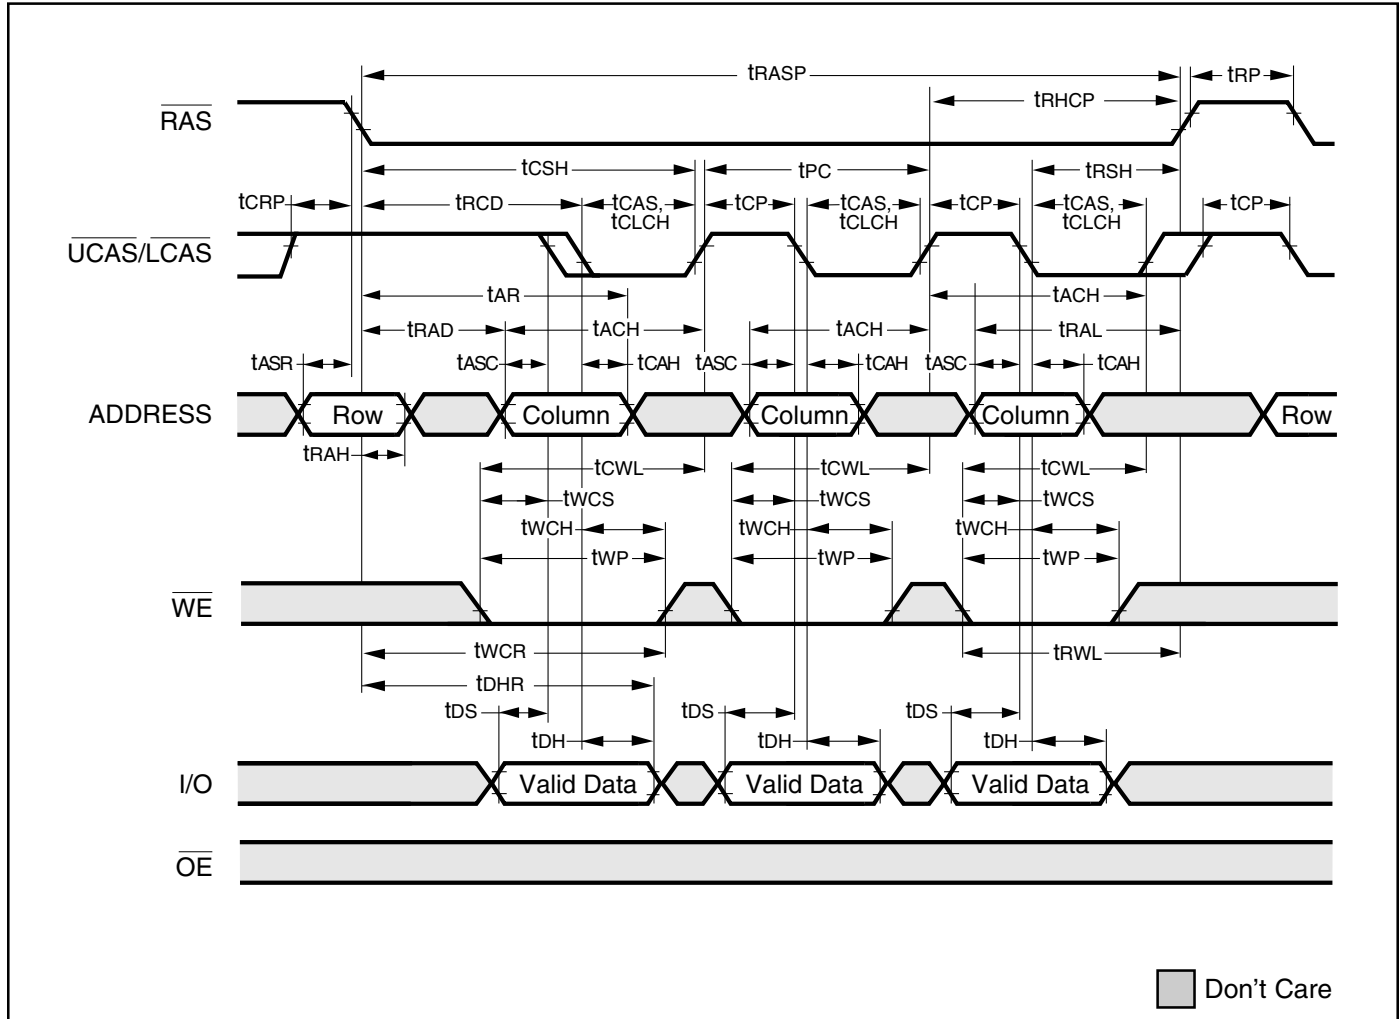 tRASP
tRP
tRHCP
RAS
tCSH
tPC
tRSH
tCRP
tRCD
tCAS,
tCLCH
tCP
tCAS,
tCLCH
tCP
tCAS,
tCLCH
tCP
UCAS/LCAS
tAR
tACH
tRAD
tACH
tACH
tRAL
tASR
tASC
tCAH
tASC
tCAH
tASC
tCAH
ADDRESS
Row
Column
Column
Column
Row
tRAH
tCWL
tCWL
tCWL
tWCS
tWCS
tWCS
tWCH
tWCH
tWCH
tWP
tWP
tWP
WE
tWCR
tRWL
tDHR
tDS
tDS
tDS
tDH
tDH
tDH
I/O
Valid Data
Valid Data
Valid Data
OE
Don't Care